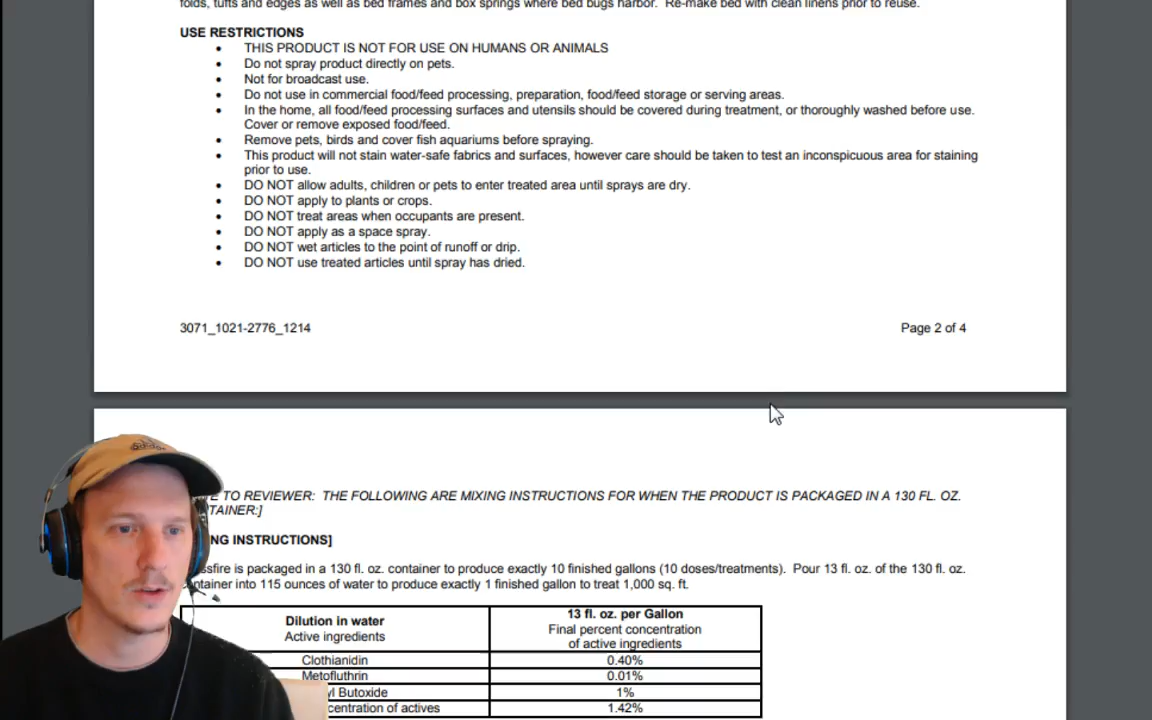 folds, tufts and edges as well as bed frames and box springs where bed bugs harbor. Re-make bed with clean linens prior to reuse.
USE RESTRICTIONS
• THIS PRODUCT IS NOT FOR USE ON HUMANS OR ANIMALS
• Do not spray product directly on pets.
• Not for broadcast use.
• Do not use in commercial food/feed processing, preparation, food/feed storage or serving areas.
• In the home, all food/feed processing surfaces and utensils should be covered during treatment, or thoroughly washed before use.
Cover or remove exposed food/feed.
• Remove pets, birds and cover fish aquariums before spraying.
• This product will not stain water-safe fabrics and surfaces, however care should be taken to test an inconspicuous area for staining
prior to use.
• DO NOT allow adults, children or pets to enter treated area until sprays are dry.
• DO NOT apply to plants or crops.
• DO NOT treat areas when occupants are present.
• DO NOT apply as a space spray.
• DO NOT wet articles to the point of runoff or drip.
• DO NOT use treated articles until spray has dried.
3071_1021-2776_1214 Page 2 of 4
TO REVIEWER: THE FOLLOWING ARE MIXING INSTRUCTIONS FOR WHEN THE PRODUCT IS PACKAGED IN A 130 FL. OZ.
TAINER:]
NG INSTRUCTIONS]
ssfire is packaged in a 130 fl. oz. container to produce exactly 10 finished gallons (10 doses/treatments). Pour 13 fl. oz. of the 130 fl. oz.
ntainer into 115 ounces of water to produce exactly 1 finished gallon to treat 1,000 sq. ft.
Dilution in water 13 fl. oz. per Gallon
Active ingredients Final percent concentration
of active ingredients
Clothianidin 0.40%
Metofluthrin 0.01%
yl Butoxide 1%
centration of actives 1.42%